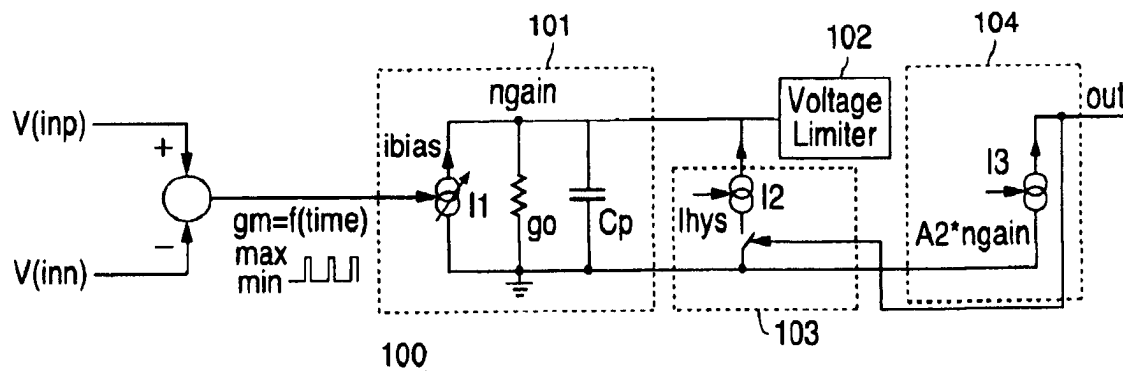 101
102
104
V(inp)
ngain
Voltage
Limiter
out
+
ibias
I1
I2
I3
gm=f(time)
go
Cp
Ihys
A2*ngain
−
max
min
V(inn)
103
100